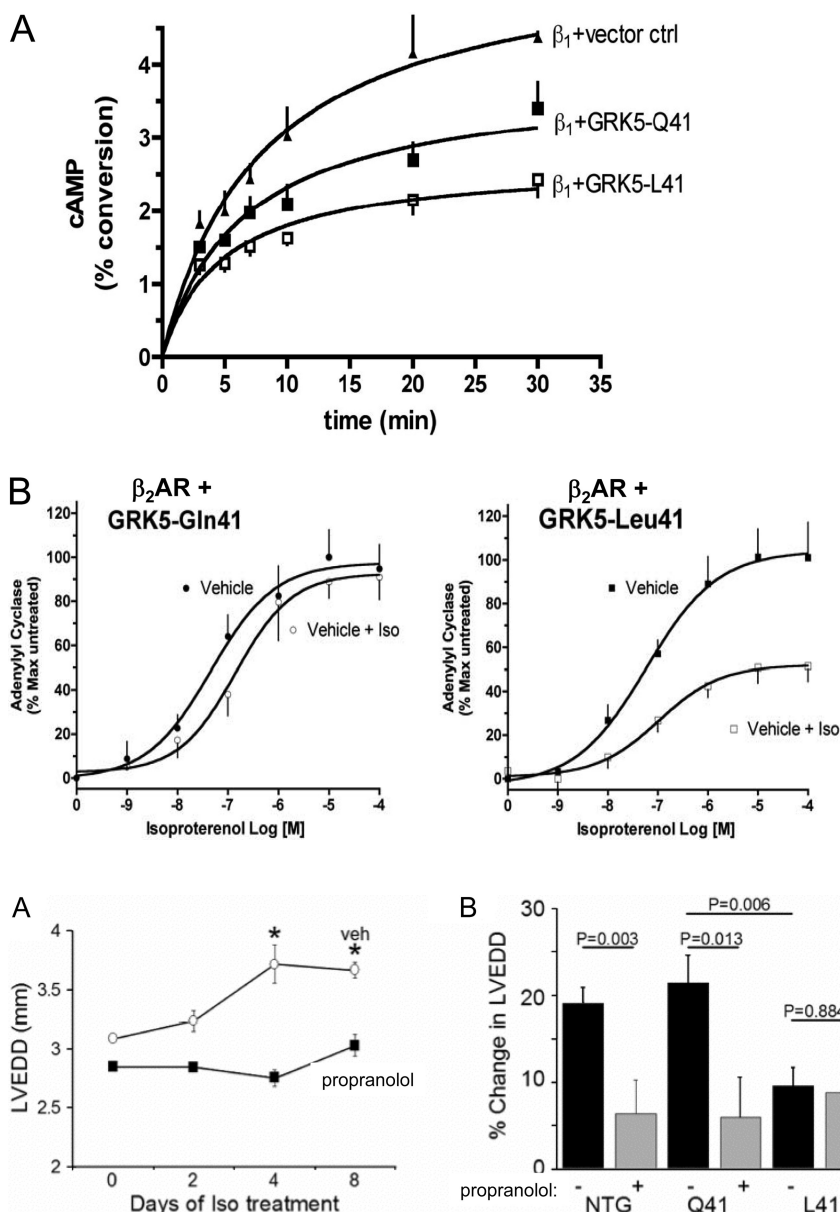 A
cAMP
(% conversion)
4
3
2
1
0
β1+vector ctrl
β1+GRK5-Q41
β1+GRK5-L41
0 5 10 15 20 25 30 35
time (min)
B
β2AR +
GRK5-Gln41
Adenylyl Cyclase
(% Max untreated)
120
100
80
60
40
20
0
Vehicle
Vehicle + Iso
0 -9 -8 -7 -6 -5 -4
Isoproterenol Log [M]
β2AR +
GRK5-Leu41
Adenylyl Cyclase
(% Max untreated)
120
100
80
60
40
20
0
Vehicle
Vehicle + Iso
0 -9 -8 -7 -6 -5 -4
Isoproterenol Log [M]
A
LVEDD (mm)
4
3.5
3
2.5
2
* veh
*
propranolol
0 2 4 8
Days of Iso treatment
B
% Change in LVEDD
30
20
10
0
P=0.006
P=0.003 P=0.013
P=0.884
propranolol: - + - + -
NTG Q41 L41